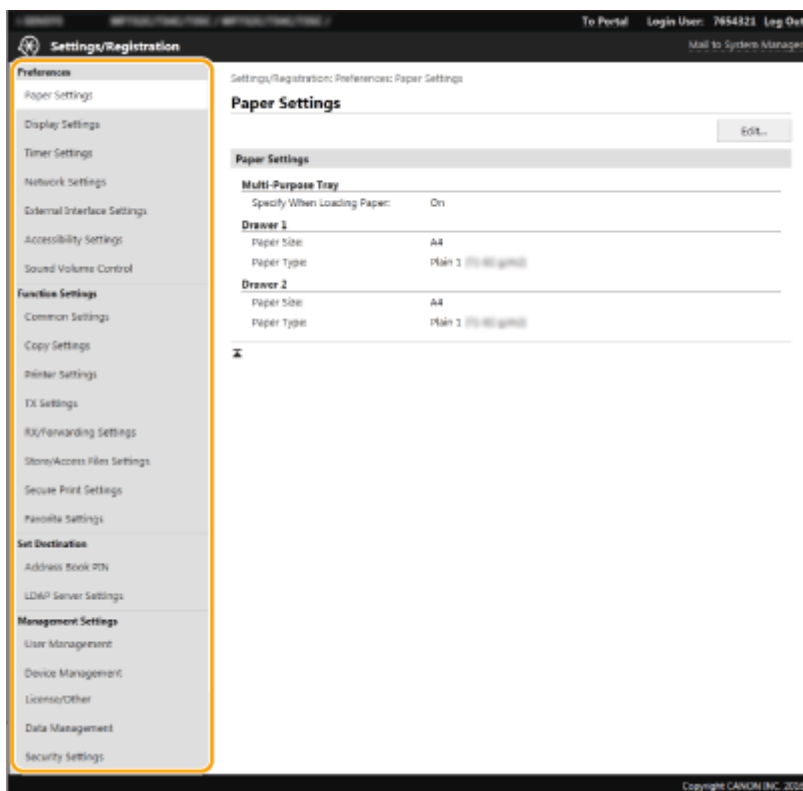 To Portal Login User: 7654321 Log Out
Settings/Registration
Mail to System Manager
Preferences
Paper Settings
Display Settings
Timer Settings
Network Settings
External Interface Settings
Accessibility Settings
Sound Volume Control
Function Settings
Common Settings
Copy Settings
Printer Settings
TX Settings
RX/Forwarding Settings
Store/Access Files Settings
Secure Print Settings
Favorite Settings
Set Destination
Address Book PIN
LDAP Server Settings
Management Settings
User Management
Device Management
License/Other
Data Management
Security Settings
Settings/Registration: Preferences: Paper Settings
Paper Settings
Edit...
Paper Settings
Multi-Purpose Tray
Specify When Loading Paper: On
Drawer 1
Paper Size: A4
Paper Type: Plain 1
Drawer 2
Paper Size: A4
Paper Type: Plain 1
Copyright CANON INC.